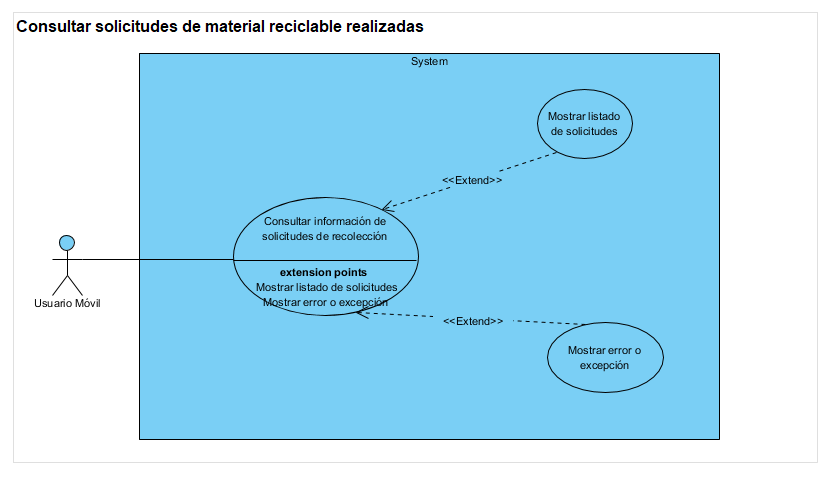 Consultar solicitudes de material reciclable realizadas
System
Mostrar listado
de solicitudes
<<Extend>>
Consultar información de
solicitudes de recolección
extension points
Mostrar listado de solicitudes
Mostrar error o excepción
Usuario Móvil
<<Extend>>
Mostrar error o
excepción